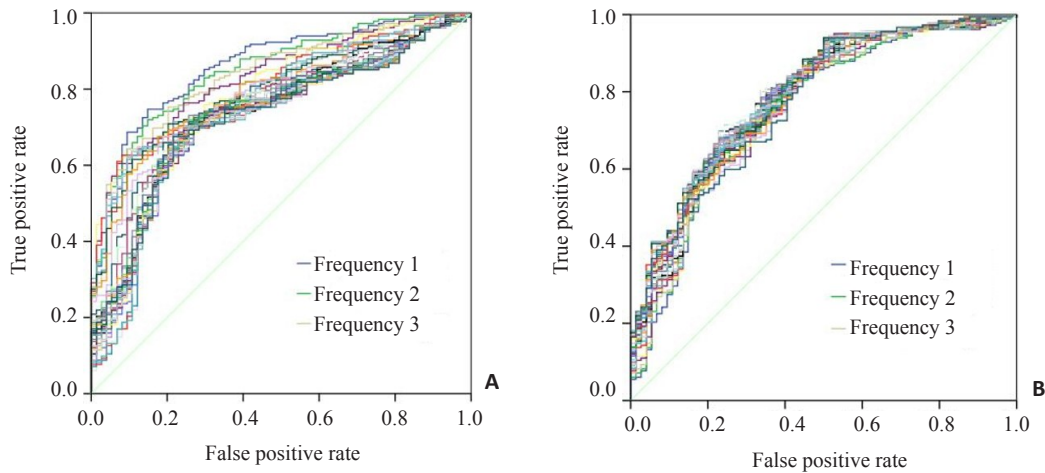 1.0
0.8
0.6
0.4
0.2
0.0
True positive rate
Frequency 1
Frequency 2
Frequency 3
0.0 0.2 0.4 0.6 0.8 1.0
False positive rate
A
1.0
0.8
0.6
0.4
0.2
0.0
True positive rate
Frequency 1
Frequency 2
Frequency 3
0.0 0.2 0.4 0.6 0.8 1.0
False positive rate
B